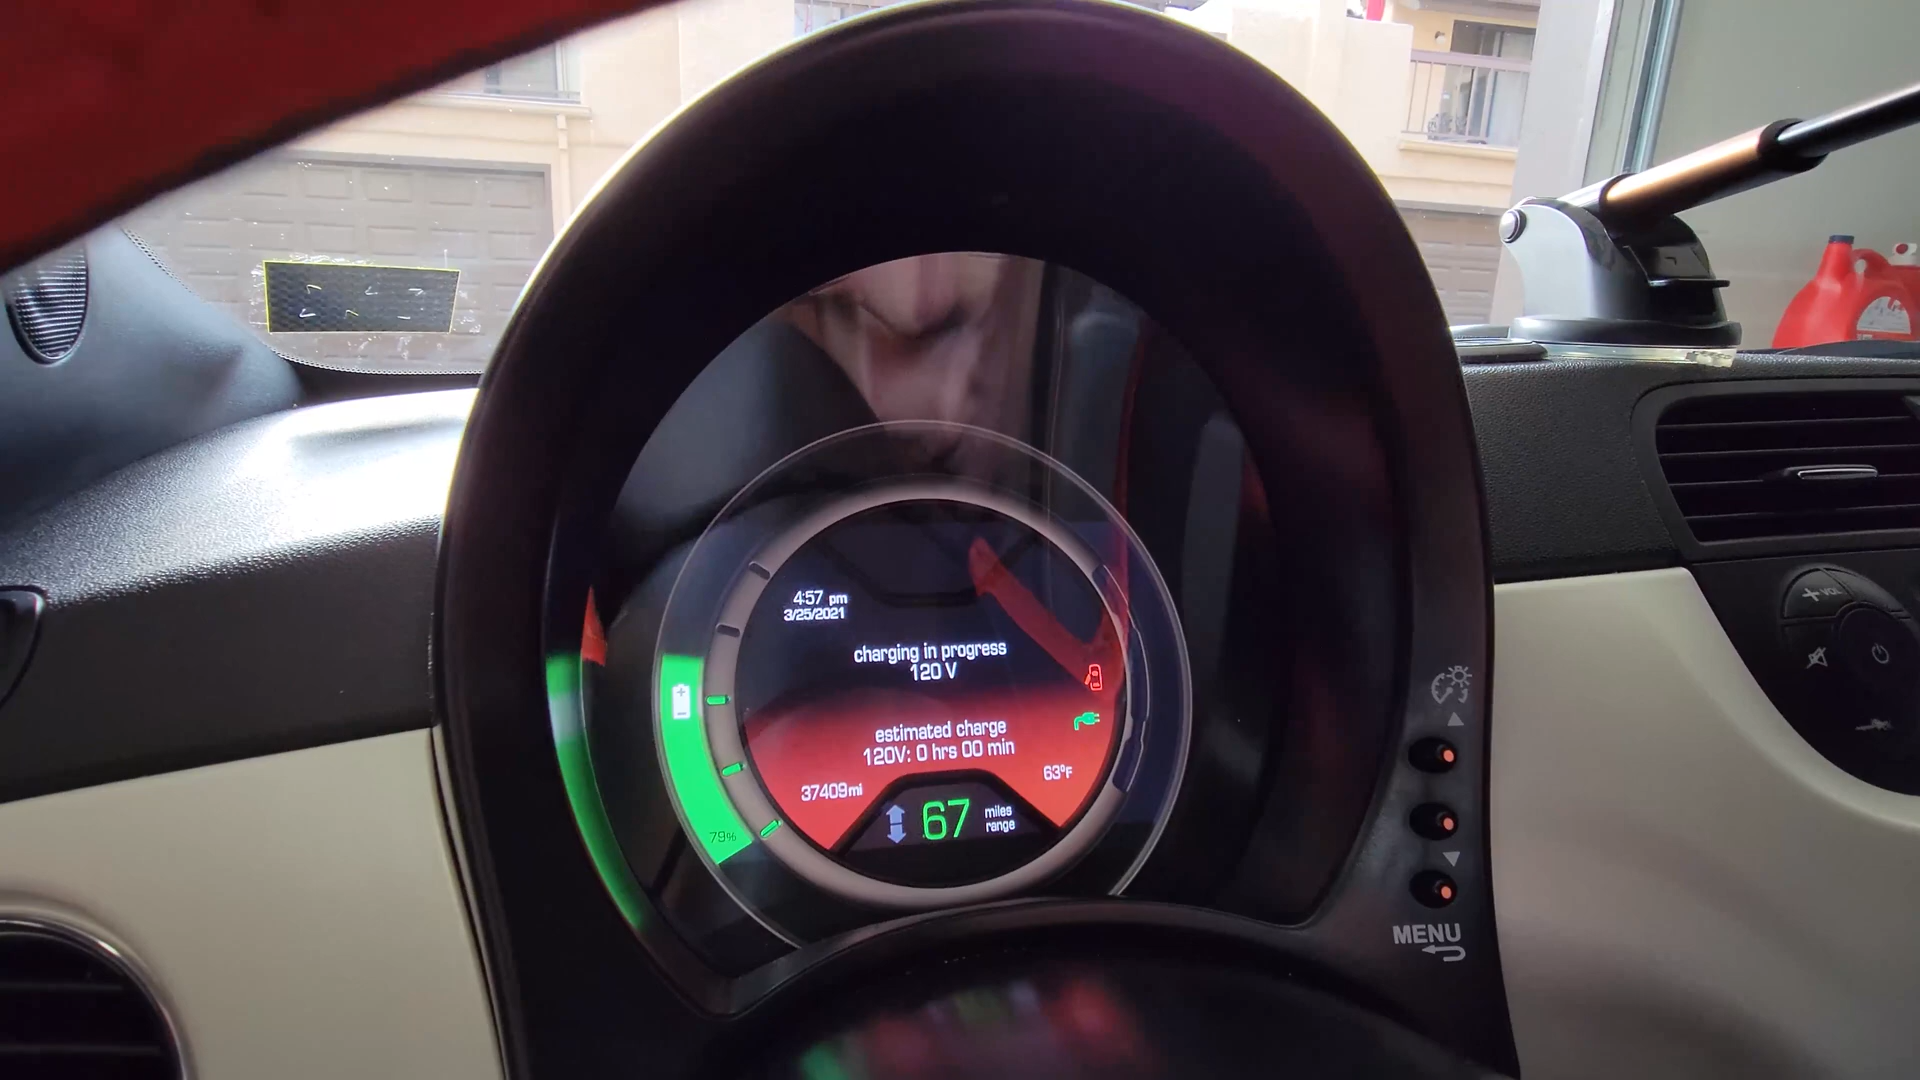 4:57 pm
3/25/2021
charging in progress
120 V
estimated charge
120V: 0 hrs 00 min
37409mi
63°F
79%
67
miles
range
MENU
+ VOL